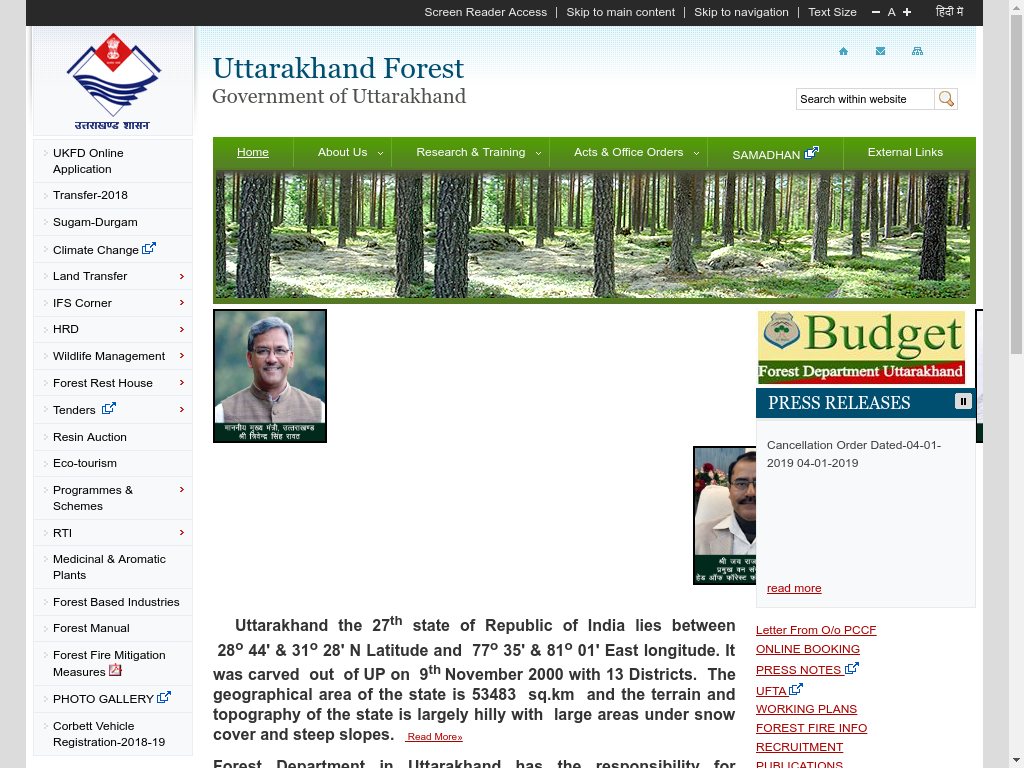 Screen Reader Access | Skip to main content | Skip to navigation | Text Size − A + हिंदी में
Uttarakhand Forest
Government of Uttarakhand
Search within website
उत्तराखण्ड शासन
Home About Us Research & Training Acts & Office Orders SAMADHAN External Links
UKFD Online
Application
Transfer-2018
Sugam-Durgam
Climate Change
Land Transfer
IFS Corner
HRD
Wildlife Management
Forest Rest House
Tenders
Resin Auction
Eco-tourism
Programmes &
Schemes
RTI
Medicinal & Aromatic
Plants
Forest Based Industries
Forest Manual
Forest Fire Mitigation
Measures
PHOTO GALLERY
Corbett Vehicle
Registration-2018-19
माननीय मुख्य मंत्री, उत्तराखण्ड
श्री त्रिवेन्द्र सिंह रावत
श्री जय राज
प्रमुख वन
हेड ऑफ फॉरेस्ट
Uttarakhand the 27th state of Republic of India lies between
28o 44' & 31o 28' N Latitude and 77o 35' & 81o 01' East longitude. It
was carved out of UP on 9th November 2000 with 13 Districts. The
geographical area of the state is 53483 sq.km and the terrain and
topography of the state is largely hilly with large areas under snow
cover and steep slopes. Read More»
Forest Department in Uttarakhand has the responsibility for
Budget
Forest Department Uttarakhand
PRESS RELEASES
Cancellation Order Dated-04-01-
2019 04-01-2019
read more
Letter From O/o PCCF
ONLINE BOOKING
PRESS NOTES
UFTA
WORKING PLANS
FOREST FIRE INFO
RECRUITMENT
PUBLICATIONS